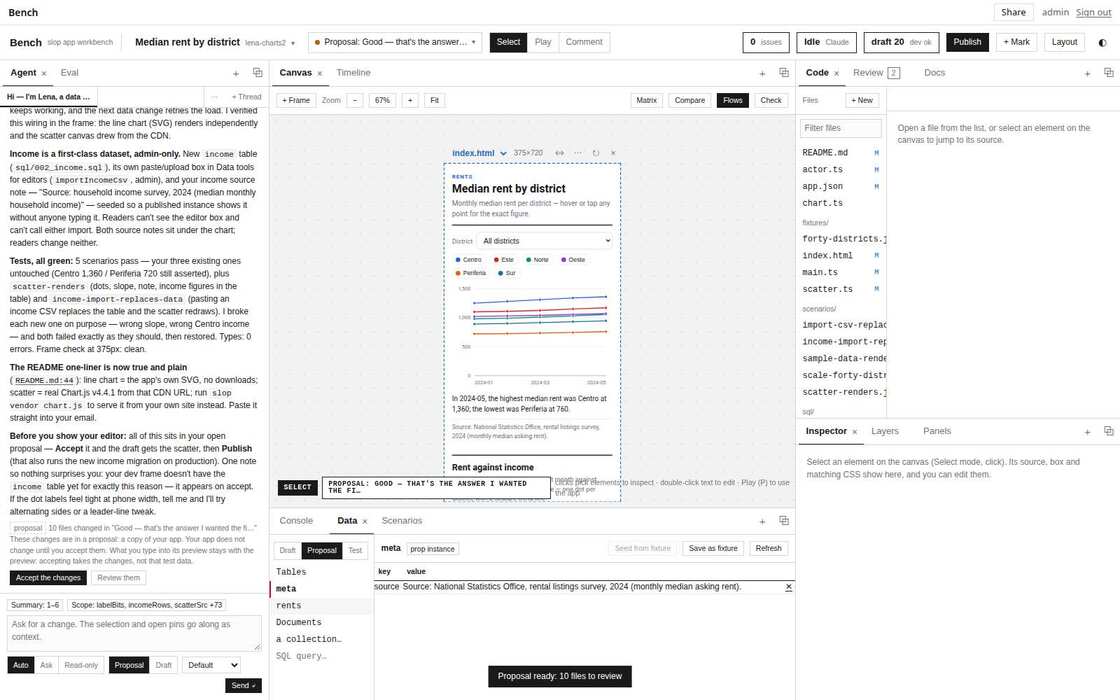 Bench
Share
admin
Sign out
Bench slop app workbench
Median rent by district lena-charts2
Proposal: Good — that's the answer…
Select Play Comment
0 issues
Idle Claude
draft 20 dev ok
Publish
+ Mark
Layout
Agent × Eval
Hi — I'm Lena, a data …
+ Thread
keeps working, and the next data change retries the load. I verified
this wiring in the frame: the line chart (SVG) renders independently
and the scatter canvas drew from the CDN.
Income is a first-class dataset, admin-only. New income table
(sql/002_income.sql), its own paste/upload box in Data tools
for editors (importIncomeCsv, admin), and your income source
note — "Source: household income survey, 2024 (median monthly
household income)" — seeded so a published instance shows it
without anyone typing it. Readers can't see the editor box and
can't call either import. Both source notes sit under the chart;
readers change neither.
Tests, all green: 5 scenarios pass — your three existing ones
untouched (Centro 1,360 / Periferia 720 still asserted), plus
scatter-renders (dots, slope, note, income figures in the
table) and income-import-replaces-data (pasting an
income CSV replaces the table and the scatter redraws). I broke
each new one on purpose — wrong slope, wrong Centro income
— and both failed exactly as they should, then restored. Types: 0
errors. Frame check at 375px: clean.
The README one-liner is now true and plain
(README.md:44): line chart = the app's own SVG, no downloads;
scatter = real Chart.js v4.4.1 from that CDN URL; run slop
vendor chart.js to serve it from your own site instead. Paste it
straight into your email.
Before you show your editor: all of this sits in your open
proposal — Accept it and the draft gets the scatter, then Publish
(that also runs the new income migration on production). One note
so nothing surprises you: your dev frame doesn't have the
income table yet for exactly this reason — it appears on accept.
If the dot labels feel tight at phone width, tell me and I'll try
alternating sides or a leader-line tweak.
proposal 10 files changed in "Good — that's the answer I wanted the fi…"
These changes are in a proposal: a copy of your app. Your app does not
change until you accept them. What you type into its preview stays with the
preview: accepting takes the changes, not that test data.
Accept the changes
Review them
Summary: 1–6
Scope: labelBits, incomeRows, scatterSrc +73
Ask for a change. The selection and open pins go along as
context.
Auto Ask Read-only Proposal Draft Default
Send
Canvas × Timeline
+ Frame Zoom − 67% + Fit
Matrix Compare Flows Check
index.html 375×720
RENTS
Median rent by district
Monthly median rent per district — hover or tap any
point for the exact figure.
District All districts
Centro Este Norte Oeste
Periferia Sur
1,500
1,000
500
0
2024-01 2024-03 2024-05
In 2024-05, the highest median rent was Centro at
1,360; the lowest was Periferia at 760.
Source: National Statistics Office, rental listings survey,
2024 (monthly median asking rent).
Rent against income
SELECT
PROPOSAL: GOOD — THAT'S THE ANSWER I WANTED
THE FI…
clicks pick elements to inspect · double-click text to edit · Play (P) to use
the app
Console Data × Scenarios
Draft Proposal Test
Tables
meta
rents
Documents
a collection…
SQL query…
meta prop instance
Seed from fixture
Save as fixture
Refresh
key value
source Source: National Statistics Office, rental listings survey, 2024 (monthly median asking rent).
Proposal ready: 10 files to review
Code × Review 2 Docs
Files + New
Filter files
README.md M
actor.ts M
app.json M
chart.ts
fixtures/
forty-districts.j
index.html M
main.ts M
scatter.ts M
scenarios/
import-csv-replac
income-import-rep
sample-data-rende
scale-forty-distr
scatter-renders.j
sql/
Open a file from the list, or select an element on the
canvas to jump to its source.
Inspector × Layers Panels
Select an element on the canvas (Select mode, click). Its source, box and
matching CSS show here, and you can edit them.